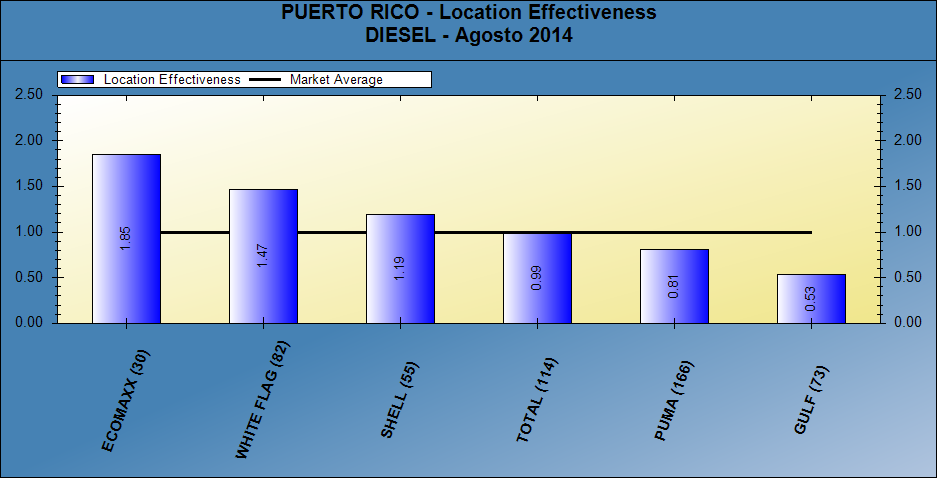 PUERTO RICO - Location Effectiveness
DIESEL - Agosto 2014
Location Effectiveness Market Average
2.50 2.50
2.00 2.00
1.50 1.50
1.00 1.00
0.50 0.50
0.00 0.00
1.85
1.47
1.19
0.99
0.81
0.53
ECOMAXX (30)
WHITE FLAG (82)
SHELL (55)
TOTAL (114)
PUMA (166)
GULF (73)